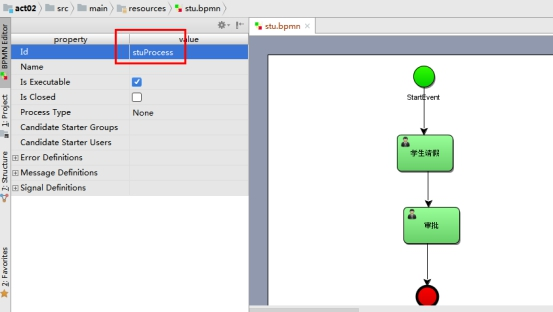 act02 src main resources stu.bpmn
stu.bpmn ×
property value
Id stuProcess
Name
Is Executable
Is Closed
Process Type None
Candidate Starter Groups
Candidate Starter Users
Error Definitions
Message Definitions
Signal Definitions
BPMN Editor
1: Project
7: Structure
2: Favorites
StartEvent
学生请假
审批